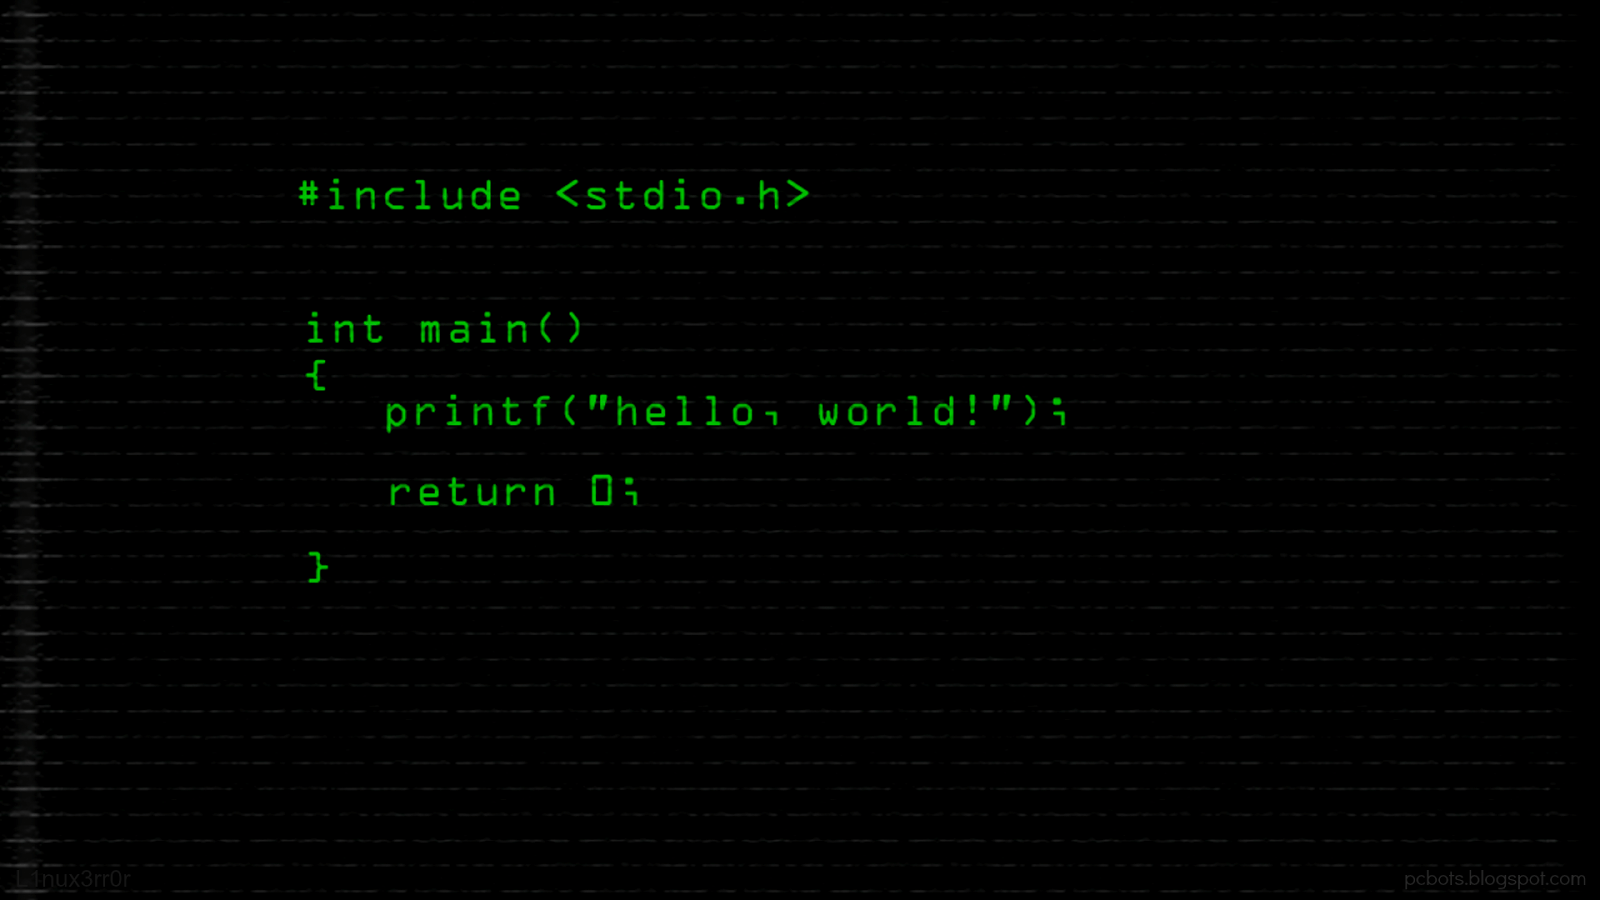 #include <stdio.h>
int main()
{
printf("hello, world!");
return 0;
}
L1nux3rr0r
pcbots.blogspot.com